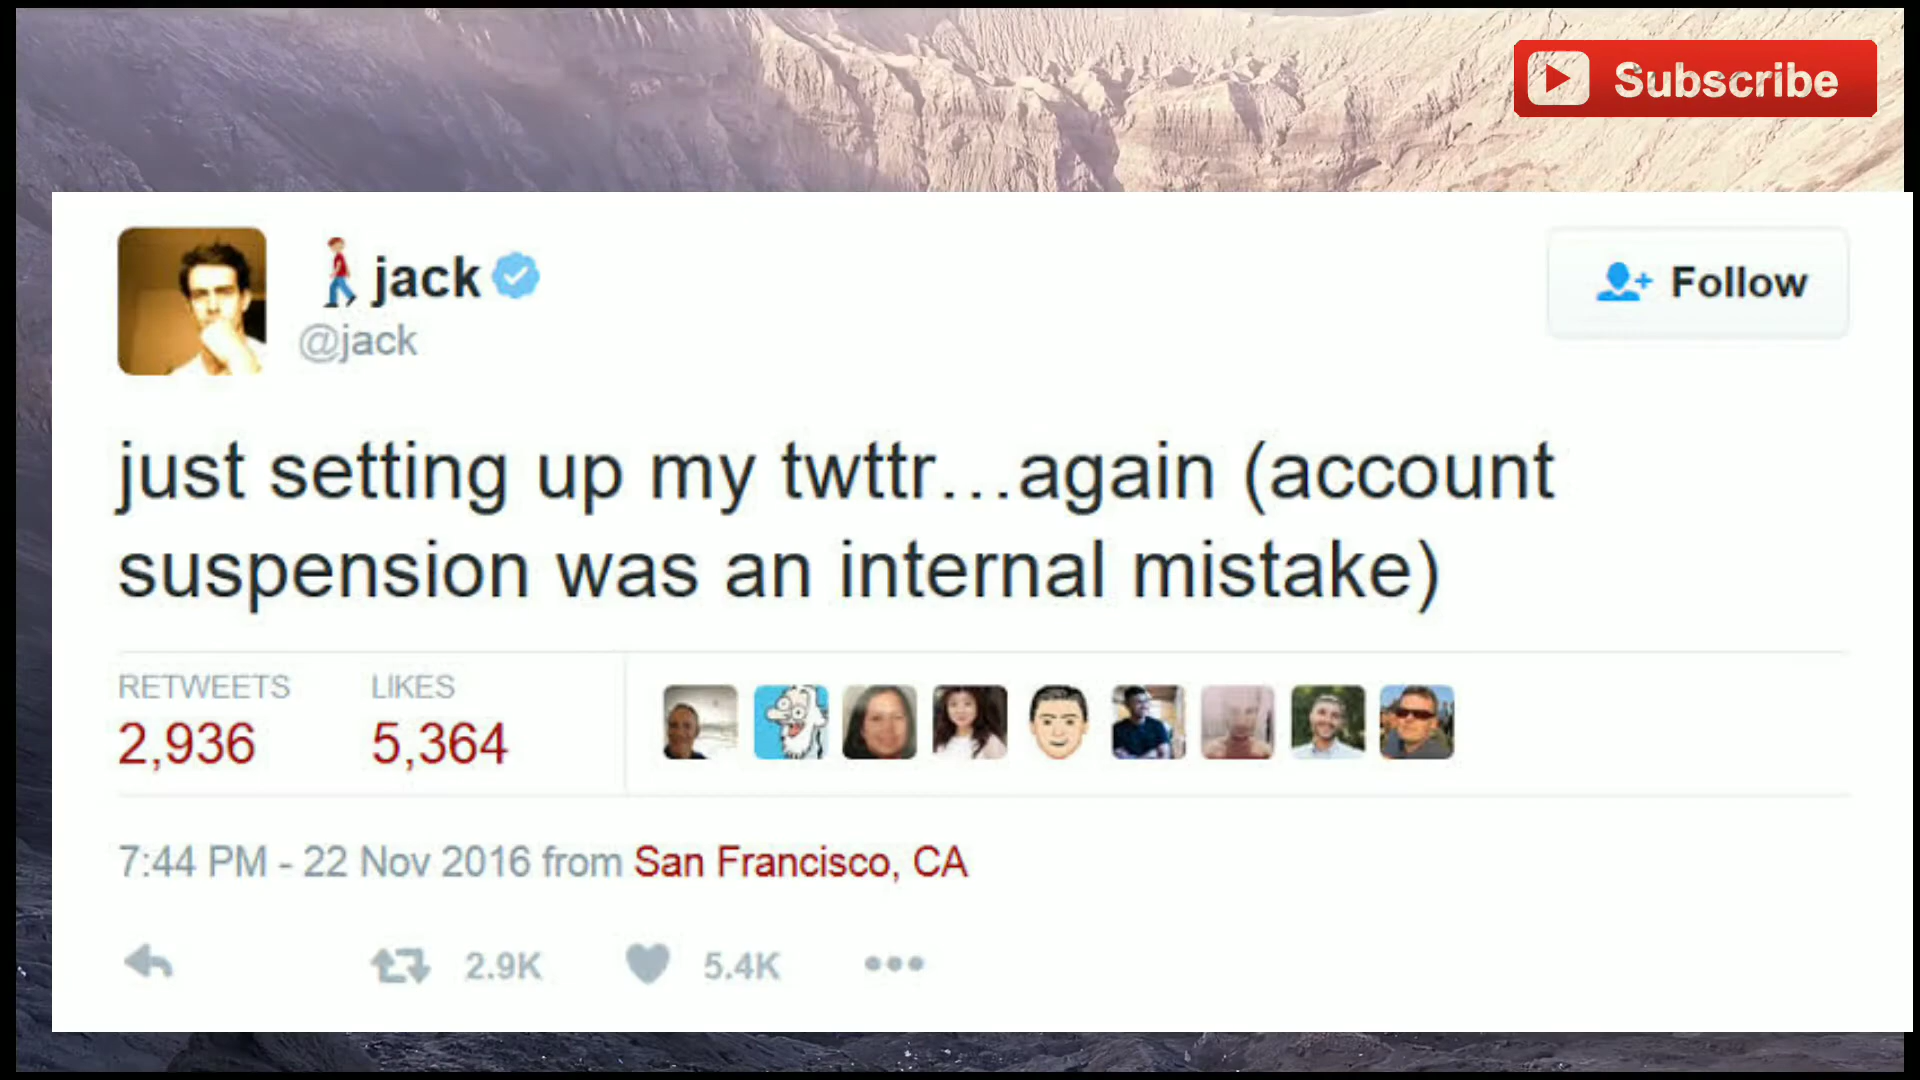 Subscribe
jack
@jack
Follow
just setting up my twttr...again (account
suspension was an internal mistake)
RETWEETS LIKES
2,936 5,364
7:44 PM - 22 Nov 2016 from San Francisco, CA
2.9K 5.4K